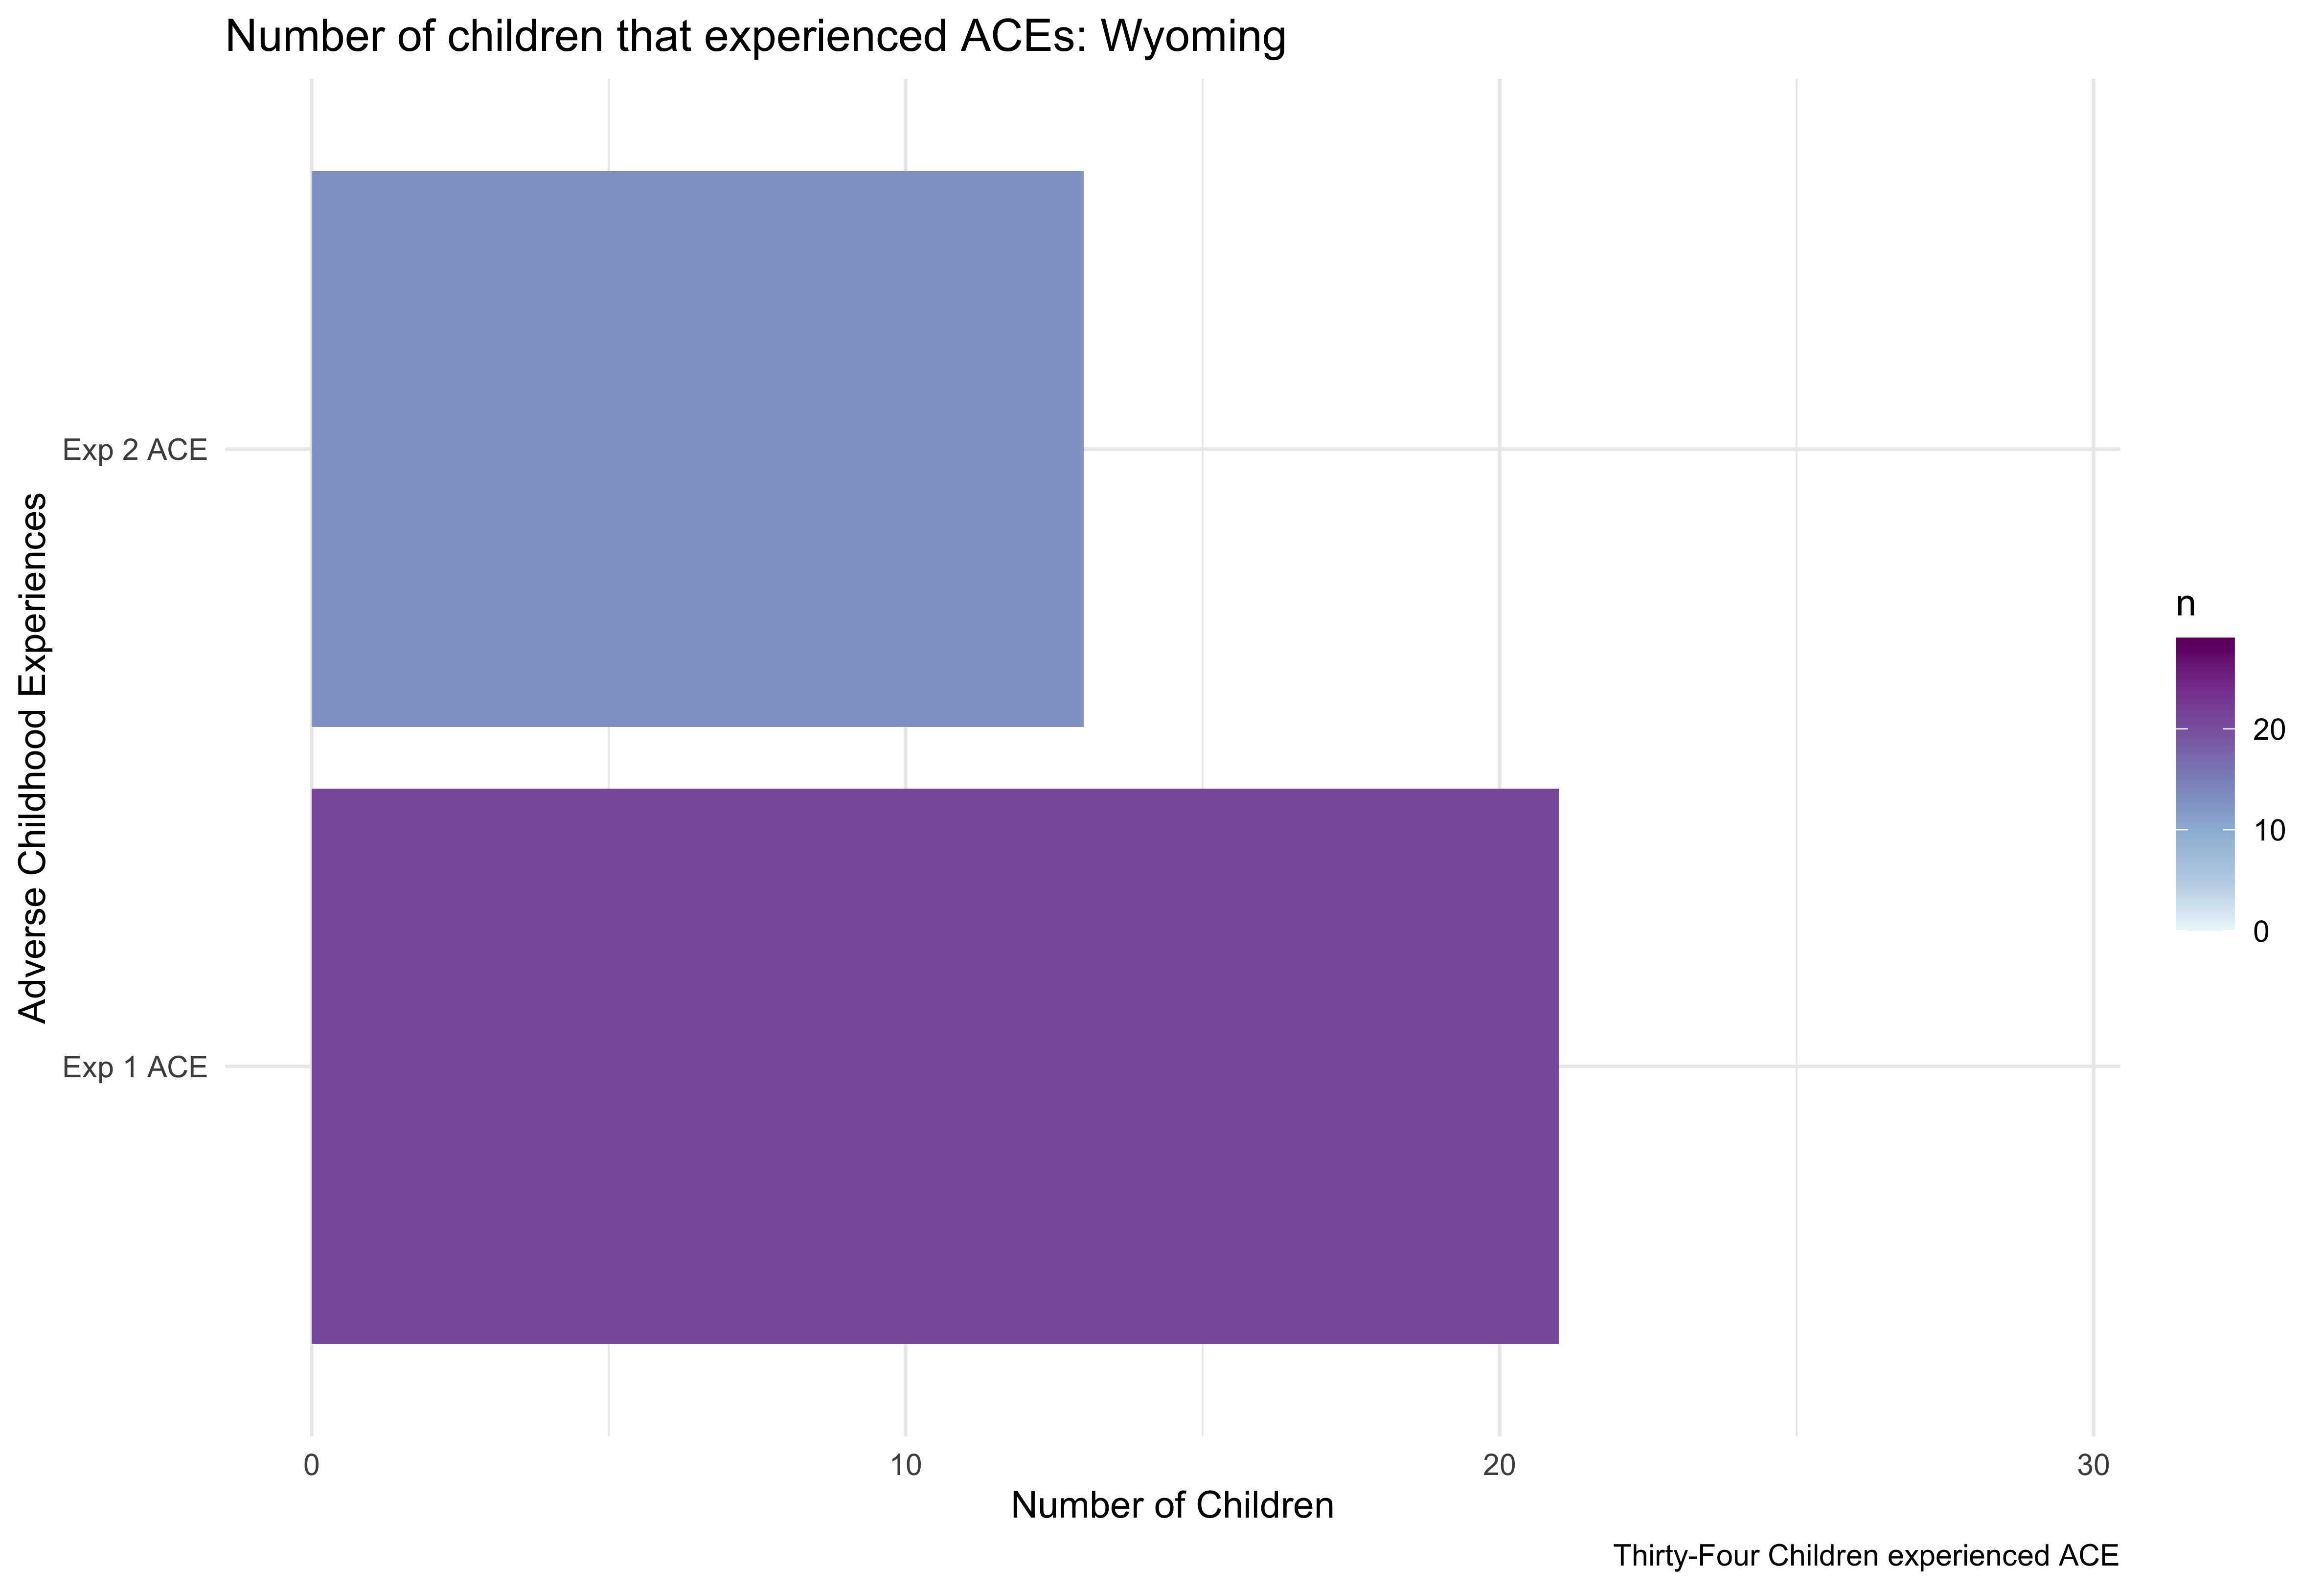 Number of children that experienced ACEs: Wyoming
Adverse Childhood Experiences
Exp 2 ACE
Exp 1 ACE
0
10
20
30
Number of Children
n
20
10
0
Thirty-Four Children experienced ACE